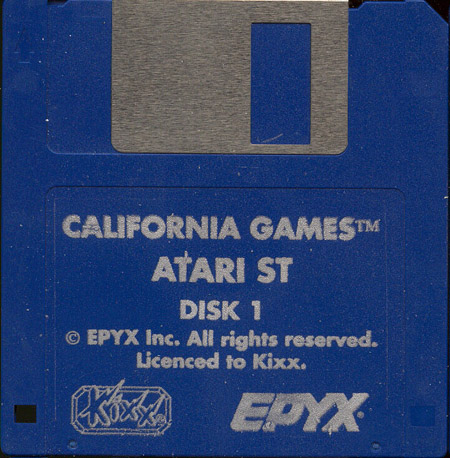 CALIFORNIA GAMES™
ATARI ST
DISK 1
© EPYX Inc. All rights reserved.
Licenced to Kixx.
Kixx®
EPYX®